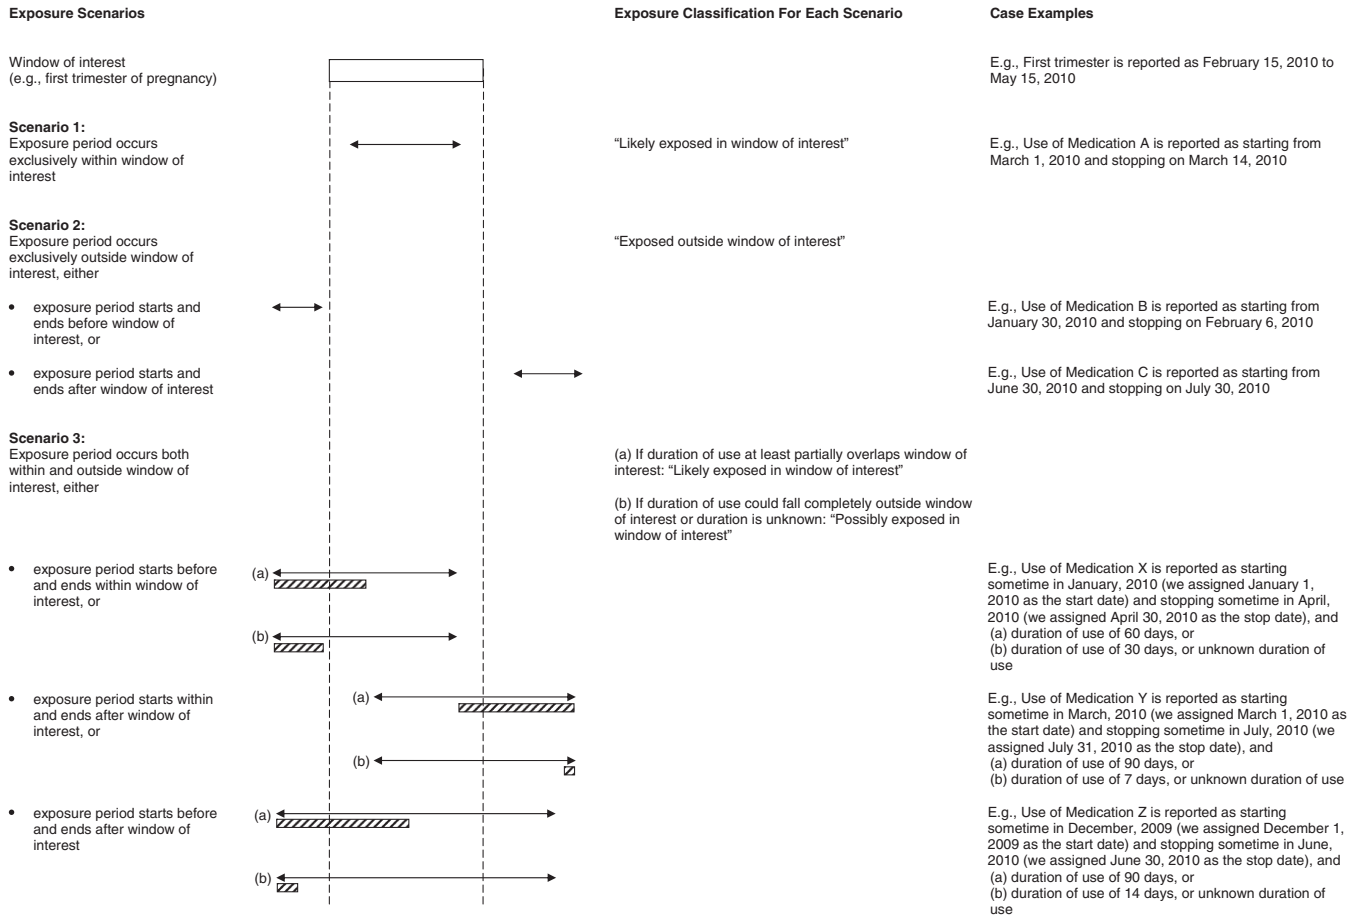 Exposure Scenarios
Exposure Classification For Each Scenario
Case Examples
Window of interest
(e.g., first trimester of pregnancy)
E.g., First trimester is reported as February 15, 2010 to
May 15, 2010
Scenario 1:
Exposure period occurs
exclusively within window of
interest
“Likely exposed in window of interest”
E.g., Use of Medication A is reported as starting from
March 1, 2010 and stopping on March 14, 2010
Scenario 2:
Exposure period occurs
exclusively outside window of
interest, either
“Exposed outside window of interest”
• exposure period starts and
ends before window of
interest, or
E.g., Use of Medication B is reported as starting from
January 30, 2010 and stopping on February 6, 2010
• exposure period starts and
ends after window of interest
E.g., Use of Medication C is reported as starting from
June 30, 2010 and stopping on July 30, 2010
Scenario 3:
Exposure period occurs both
within and outside window of
interest, either
(a) If duration of use at least partially overlaps window of
interest: “Likely exposed in window of interest”
(b) If duration of use could fall completely outside window
of interest or duration is unknown: “Possibly exposed in
window of interest”
• exposure period starts before
and ends within window of
interest, or
(a)
(b)
E.g., Use of Medication X is reported as starting
sometime in January, 2010 (we assigned January 1,
2010 as the start date) and stopping sometime in April,
2010 (we assigned April 30, 2010 as the stop date), and
(a) duration of use of 60 days, or
(b) duration of use of 30 days, or unknown duration of
use
• exposure period starts within
and ends after window of
interest, or
(a)
(b)
E.g., Use of Medication Y is reported as starting
sometime in March, 2010 (we assigned March 1, 2010 as
the start date) and stopping sometime in July, 2010 (we
assigned July 31, 2010 as the stop date), and
(a) duration of use of 90 days, or
(b) duration of use of 7 days, or unknown duration of use
• exposure period starts before
and ends after window of
interest
(a)
(b)
E.g., Use of Medication Z is reported as starting
sometime in December, 2009 (we assigned December 1,
2009 as the start date) and stopping sometime in June,
2010 (we assigned June 30, 2010 as the stop date), and
(a) duration of use of 90 days, or
(b) duration of use of 14 days, or unknown duration of
use